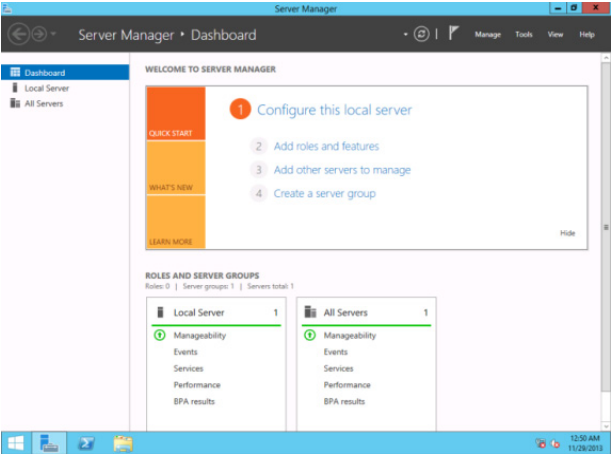 Server Manager
Server Manager ‣ Dashboard
Manage Tools View Help
Dashboard
Local Server
All Servers
WELCOME TO SERVER MANAGER
QUICK START
WHAT'S NEW
LEARN MORE
1 Configure this local server
2 Add roles and features
3 Add other servers to manage
4 Create a server group
Hide
ROLES AND SERVER GROUPS
Roles: 0 | Server groups: 1 | Servers total: 1
Local Server 1
Manageability
Events
Services
Performance
BPA results
All Servers 1
Manageability
Events
Services
Performance
BPA results
12:50 AM
11/29/2013